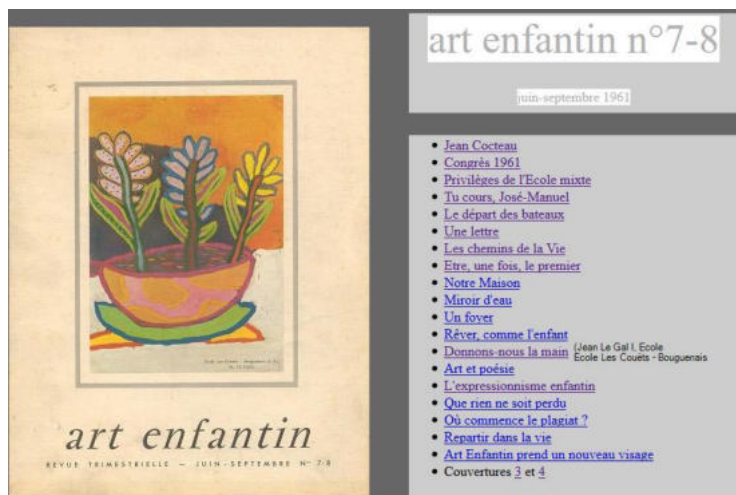 art enfantin
REVUE TRIMESTRIELLE — JUIN-SEPTEMBRE N° 7-8
art enfantin n°7-8
juin-septembre 1961
Jean Cocteau
Congrès 1961
Privilèges de l'Ecole mixte
Tu cours, José-Manuel
Le départ des bateaux
Une lettre
Les chemins de la Vie
Etre, une fois, le premier
Notre Maison
Miroir d'eau
Un foyer
Rêver, comme l'enfant
Donnons-nous la main (Jean Le Gal I, Ecole
Ecole Les Couëts - Bouguenais
Art et poésie
L'expressionnisme enfantin
Que rien ne soit perdu
Où commence le plagiat ?
Repartir dans la vie
Art Enfantin prend un nouveau visage
Couvertures 3 et 4